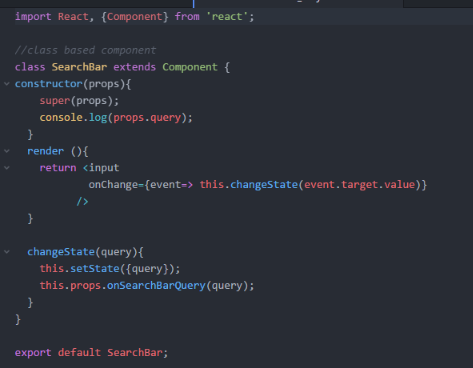 import React, {Component} from 'react';
//class based component
class SearchBar extends Component {
constructor(props){
super(props);
console.log(props.query);
}
render (){
return <input
onChange={event=> this.changeState(event.target.value)}
/>
}
changeState(query){
this.setState({query});
this.props.onSearchBarQuery(query);
}
}
export default SearchBar;